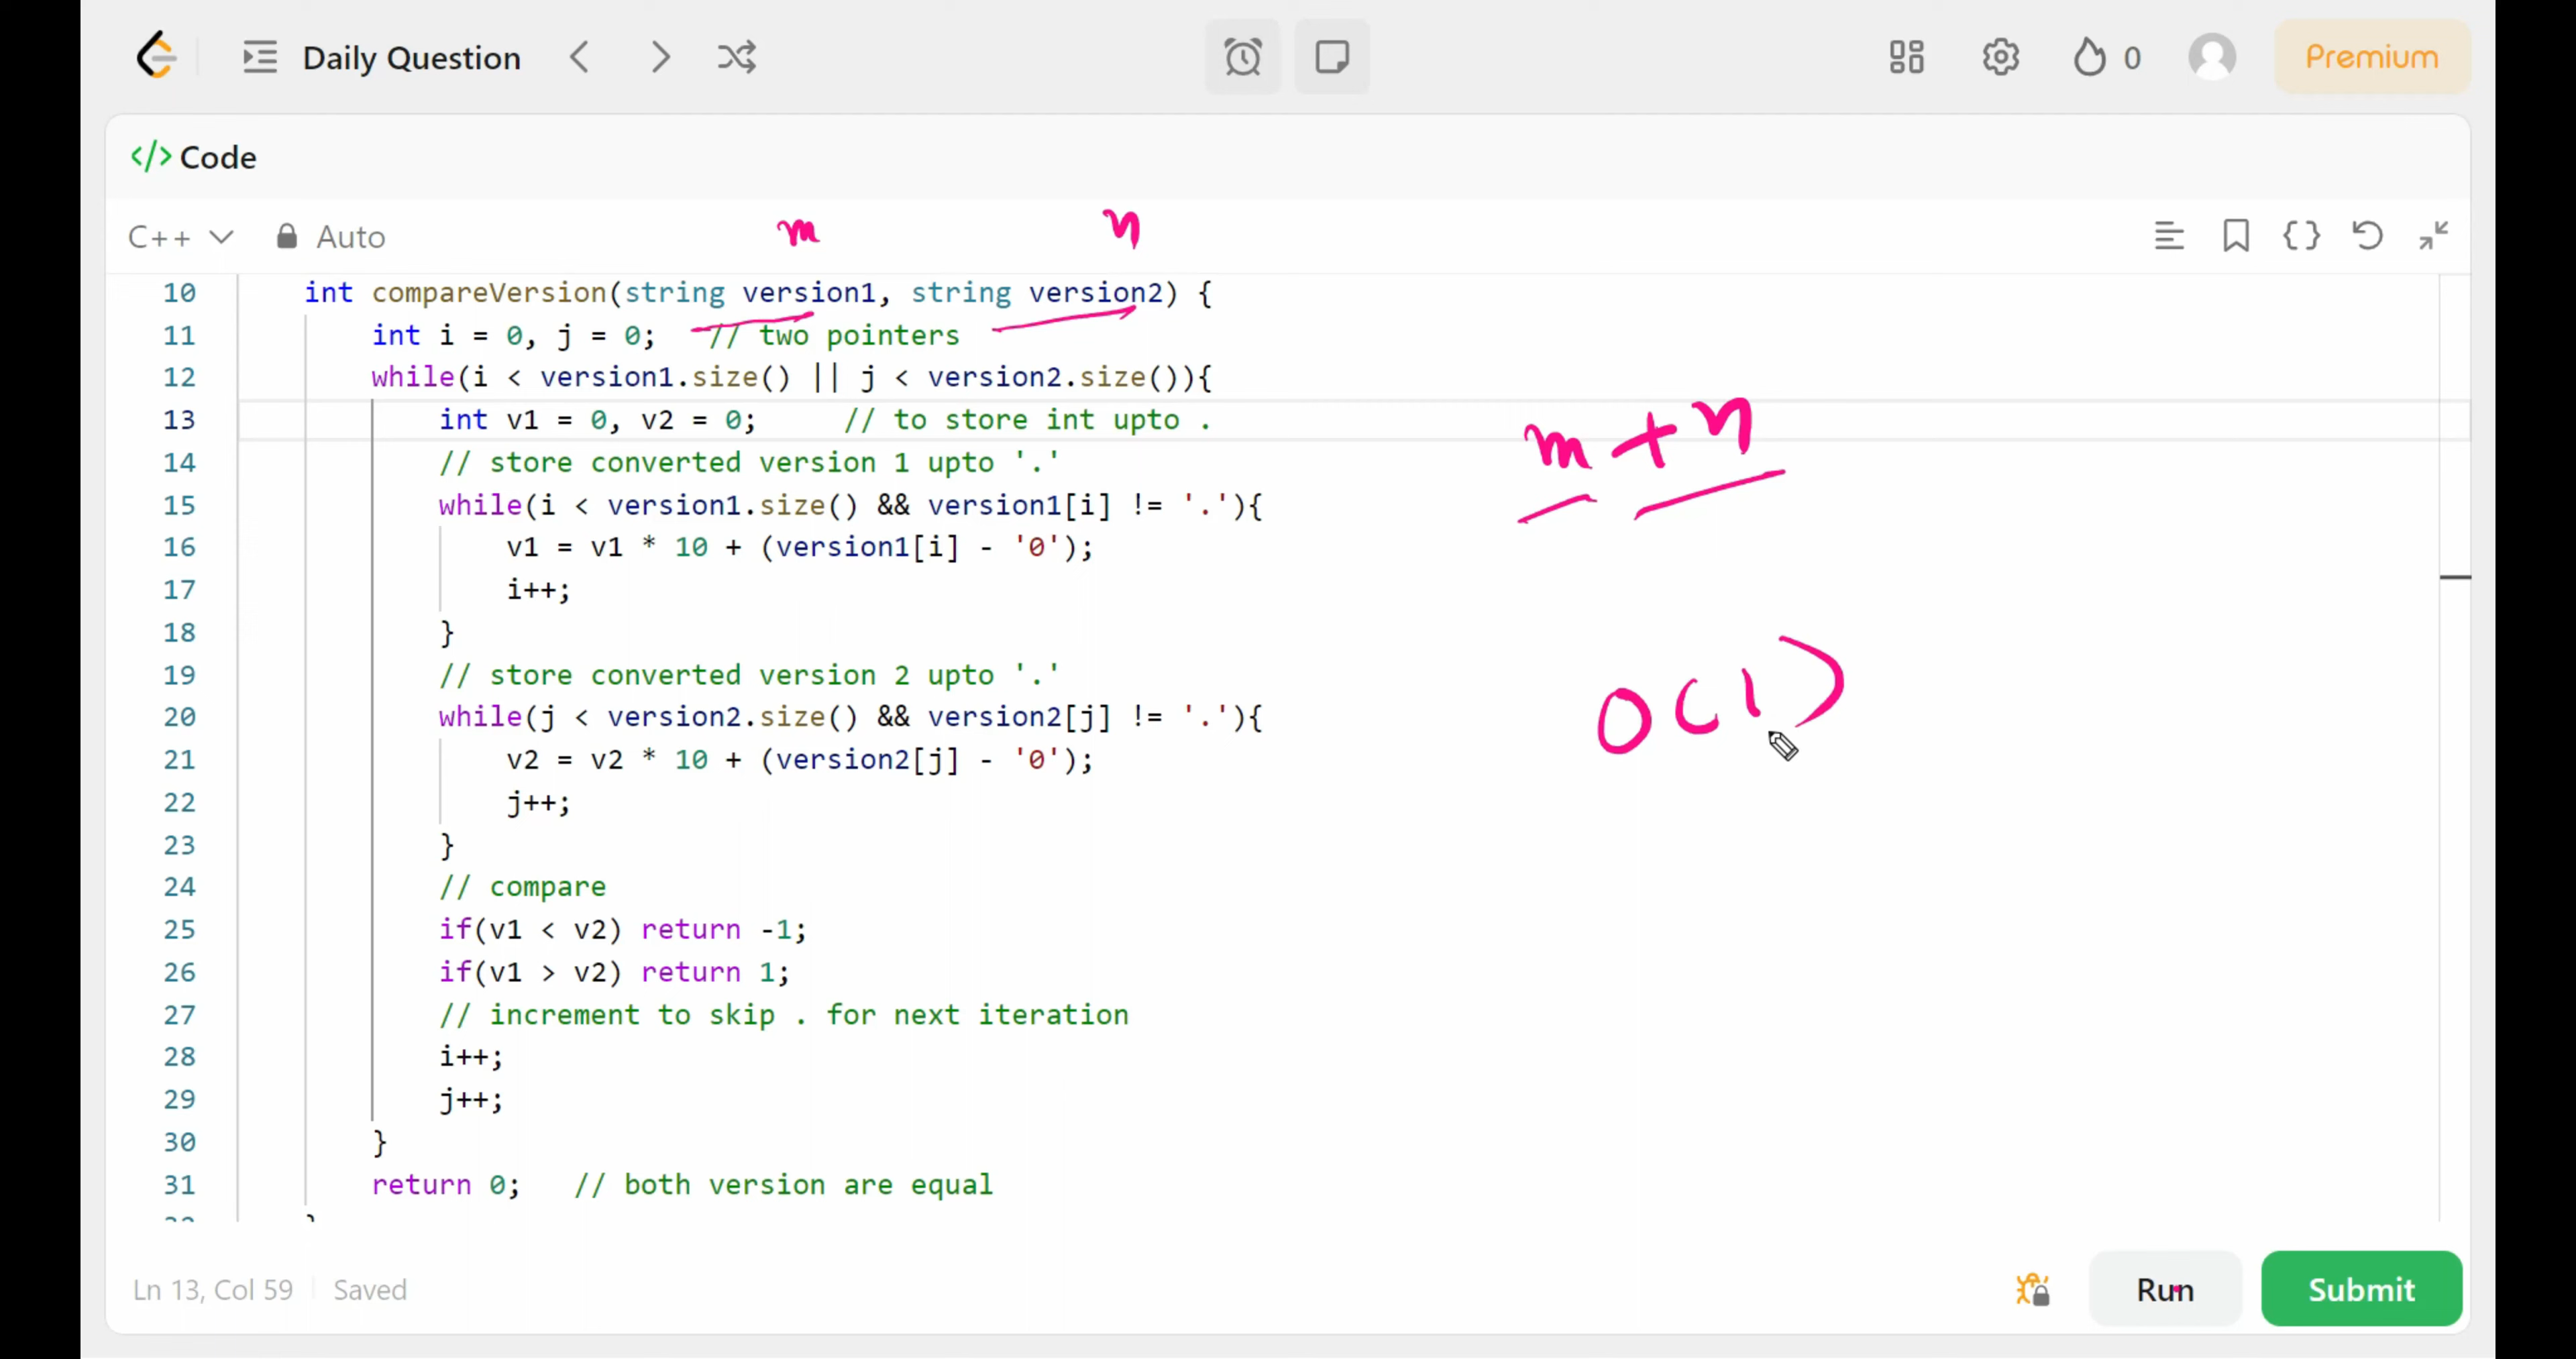 Daily Question 0 Premium
</> Code
C++ Auto m n
10 int compareVersion(string version1, string version2) {
11 int i = 0, j = 0; // two pointers
12 while(i < version1.size() || j < version2.size()){
13 int v1 = 0, v2 = 0; // to store int upto .
14 // store converted version 1 upto '.'
m + n
15 while(i < version1.size() && version1[i] != '.'){
16 v1 = v1 * 10 + (version1[i] - '0');
17 i++;
18 }
19 // store converted version 2 upto '.'
O(1)
20 while(j < version2.size() && version2[j] != '.'){
21 v2 = v2 * 10 + (version2[j] - '0');
22 j++;
23 }
24 // compare
25 if(v1 < v2) return -1;
26 if(v1 > v2) return 1;
27 // increment to skip . for next iteration
28 i++;
29 j++;
30 }
31 return 0; // both version are equal
Ln 13, Col 59 Saved Run Submit